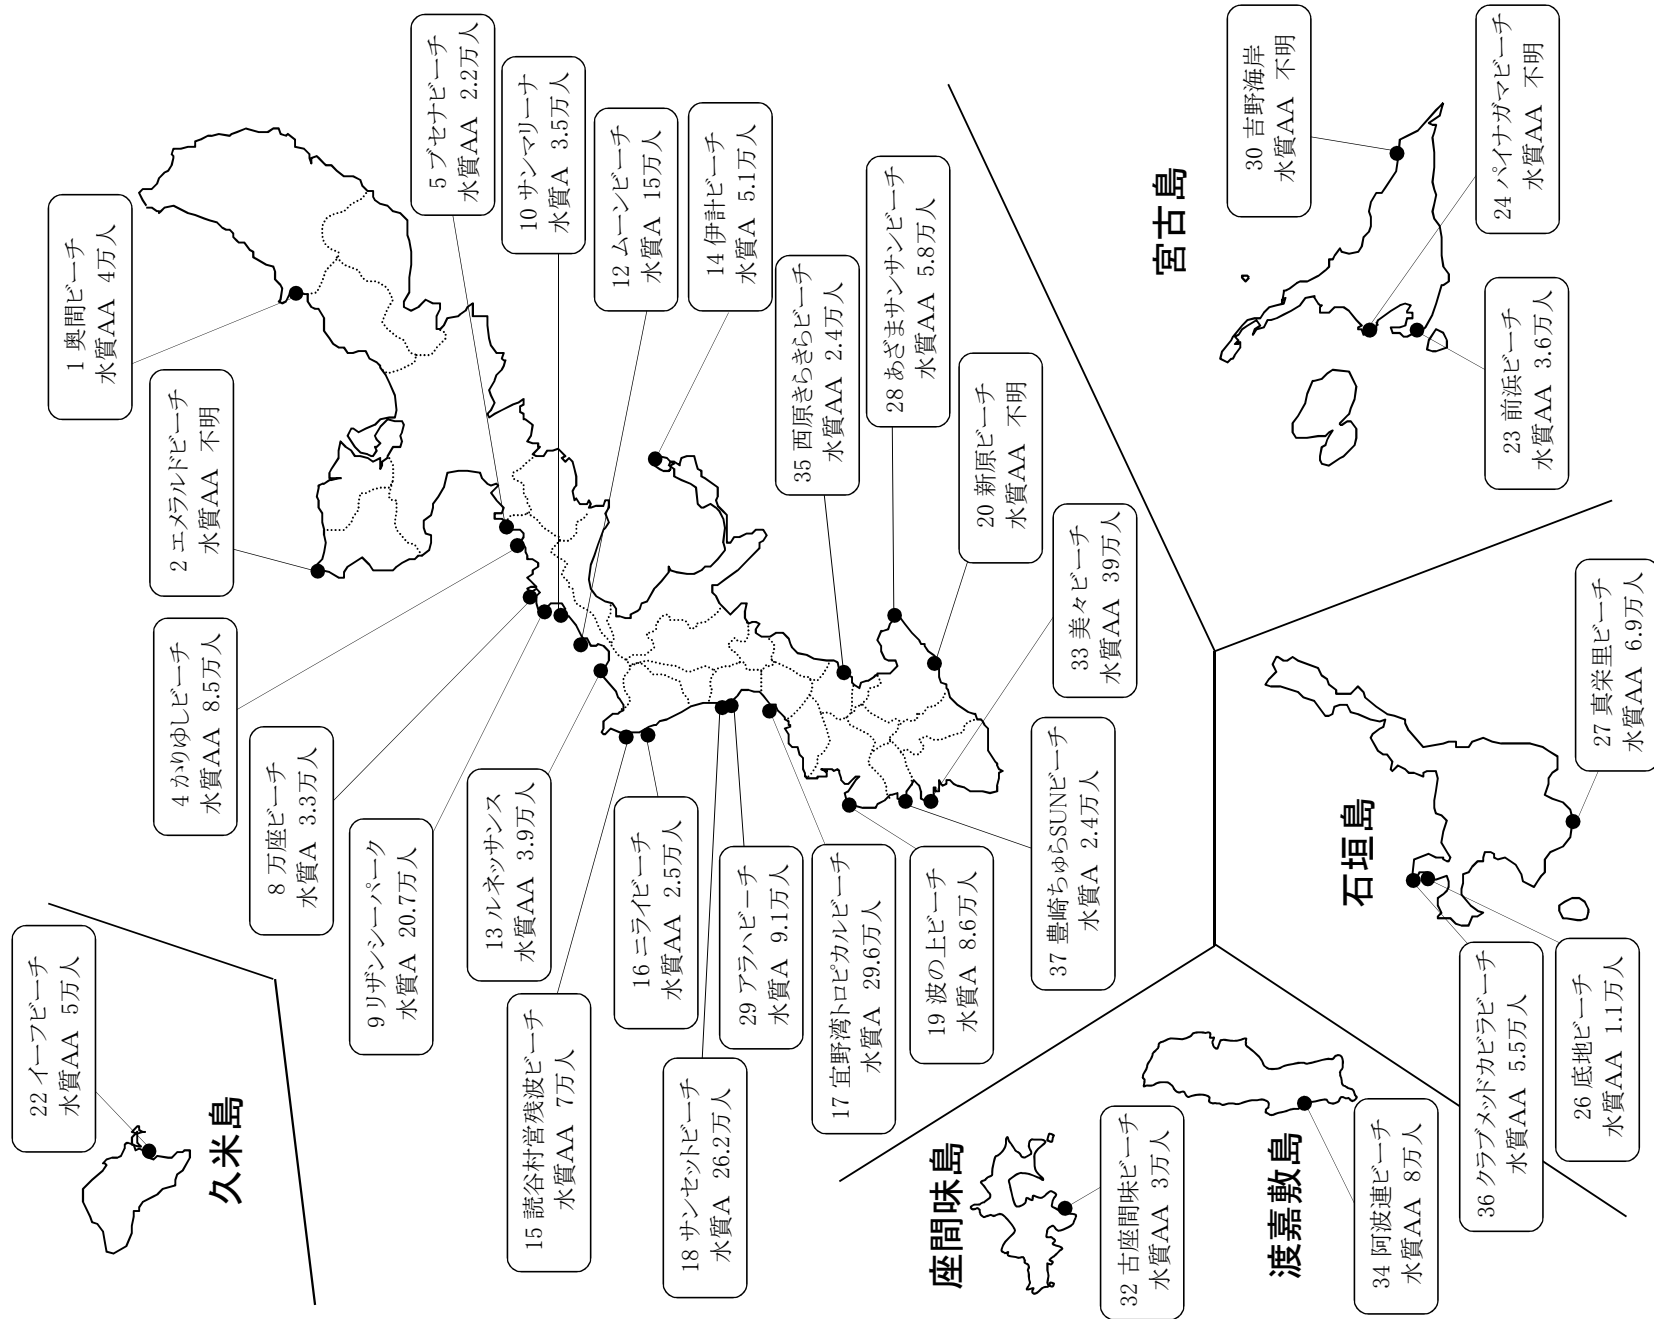 1 奥間ビーチ
水質AA 4万人
2 エメラルドビーチ
水質AA 不明
4 かりゆしビーチ
水質AA 8.5万人
8 万座ビーチ
水質A 3.3万人
9 リザンシーパーク
水質A 20.7万人
22 イーフビーチ
水質AA 5万人
久米島
5 ブセナビーチ
水質AA 2.2万人
10 サンマリーナ
水質A 3.5万人
12 ムーンビーチ
水質A 15万人
14 伊計ビーチ
水質A 5.1万人
13 ルネッサンス
水質AA 3.9万人
15 読谷村営残波ビーチ
水質AA 7万人
16 ニライビーチ
水質AA 2.5万人
18 サンセットビーチ
水質A 26.2万人
29 アラハビーチ
水質A 9.1万人
17 宜野湾トロピカルビーチ
水質A 29.6万人
19 波の上ビーチ
水質A 8.6万人
35 西原きらきらビーチ
水質AA 2.4万人
28 あざまサンサンビーチ
水質AA 5.8万人
20 新原ビーチ
水質AA 不明
33 美々ビーチ
水質AA 39万人
37 豊崎ちゅらSUNビーチ
水質A 2.4万人
座間味島
32 古座間味ビーチ
水質AA 3万人
渡嘉敷島
34 阿波連ビーチ
水質AA 8万人
宮古島
30 吉野海岸
水質AA 不明
24 パイナガマビーチ
水質AA 不明
23 前浜ビーチ
水質AA 3.6万人
石垣島
27 真栄里ビーチ
水質AA 6.9万人
36 クラブメッドカビラビーチ
水質AA 5.5万人
26 底地ビーチ
水質AA 1.1万人